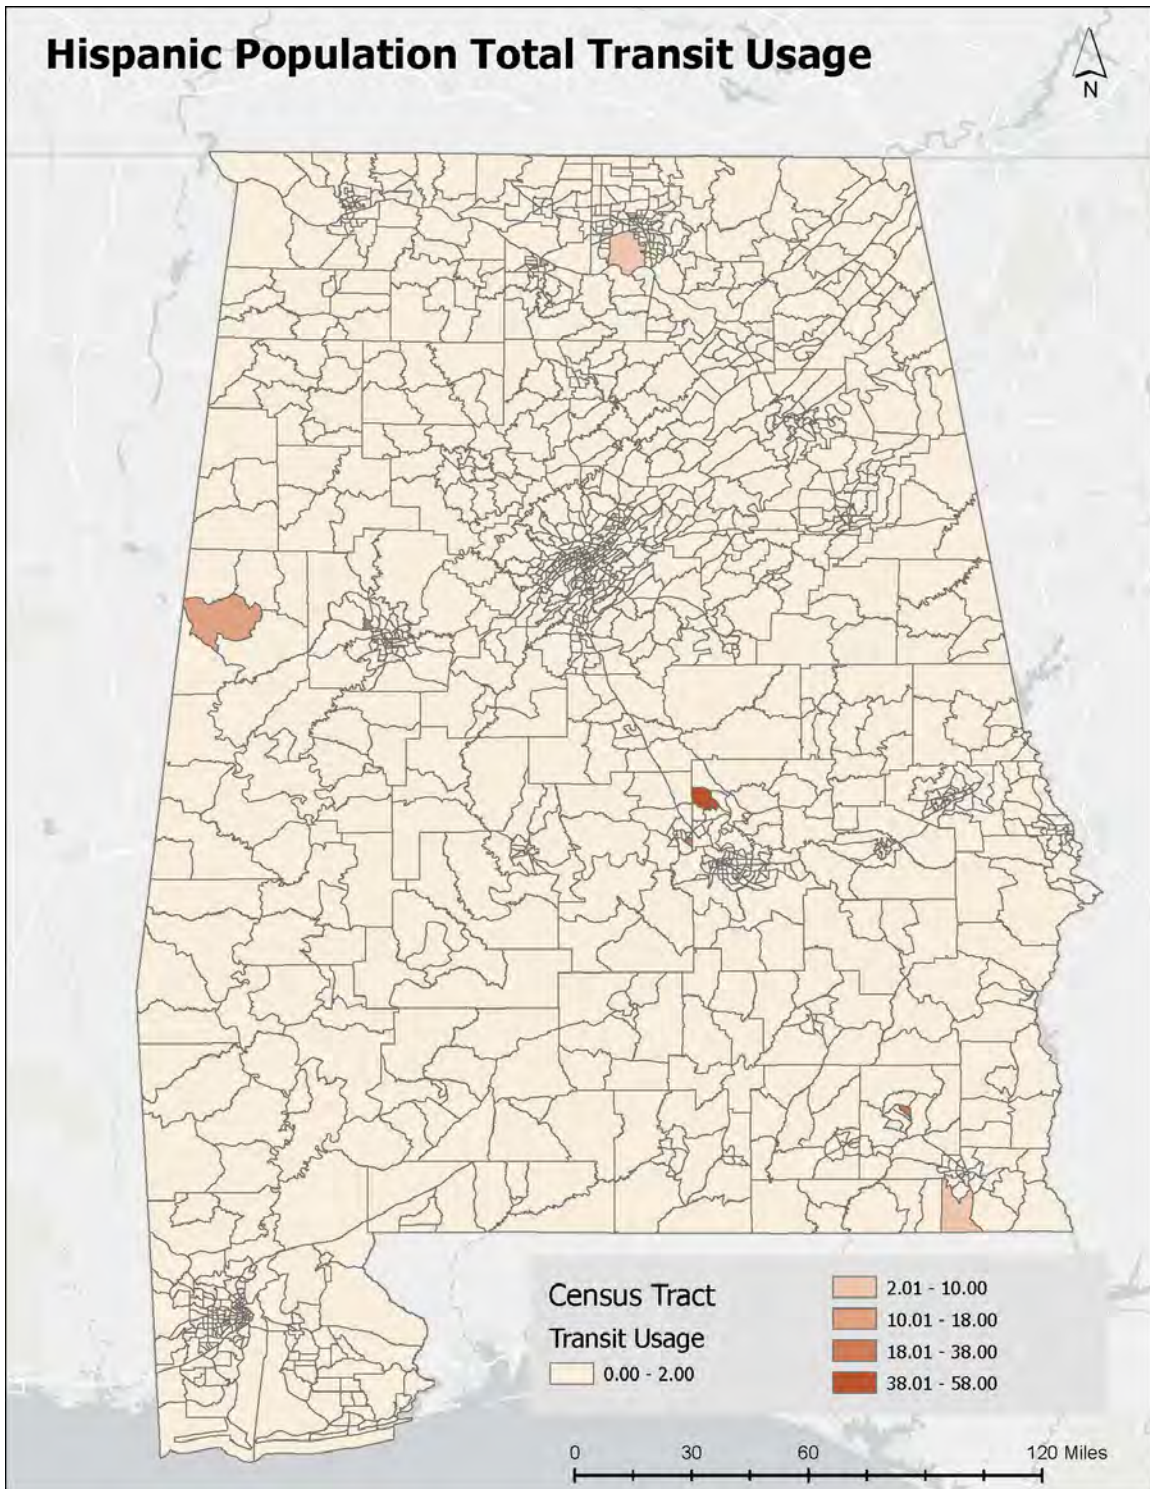 Hispanic Population Total Transit Usage
N
Census Tract
Transit Usage
0.00 - 2.00
2.01 - 10.00
10.01 - 18.00
18.01 - 38.00
38.01 - 58.00
0 30 60 120 Miles